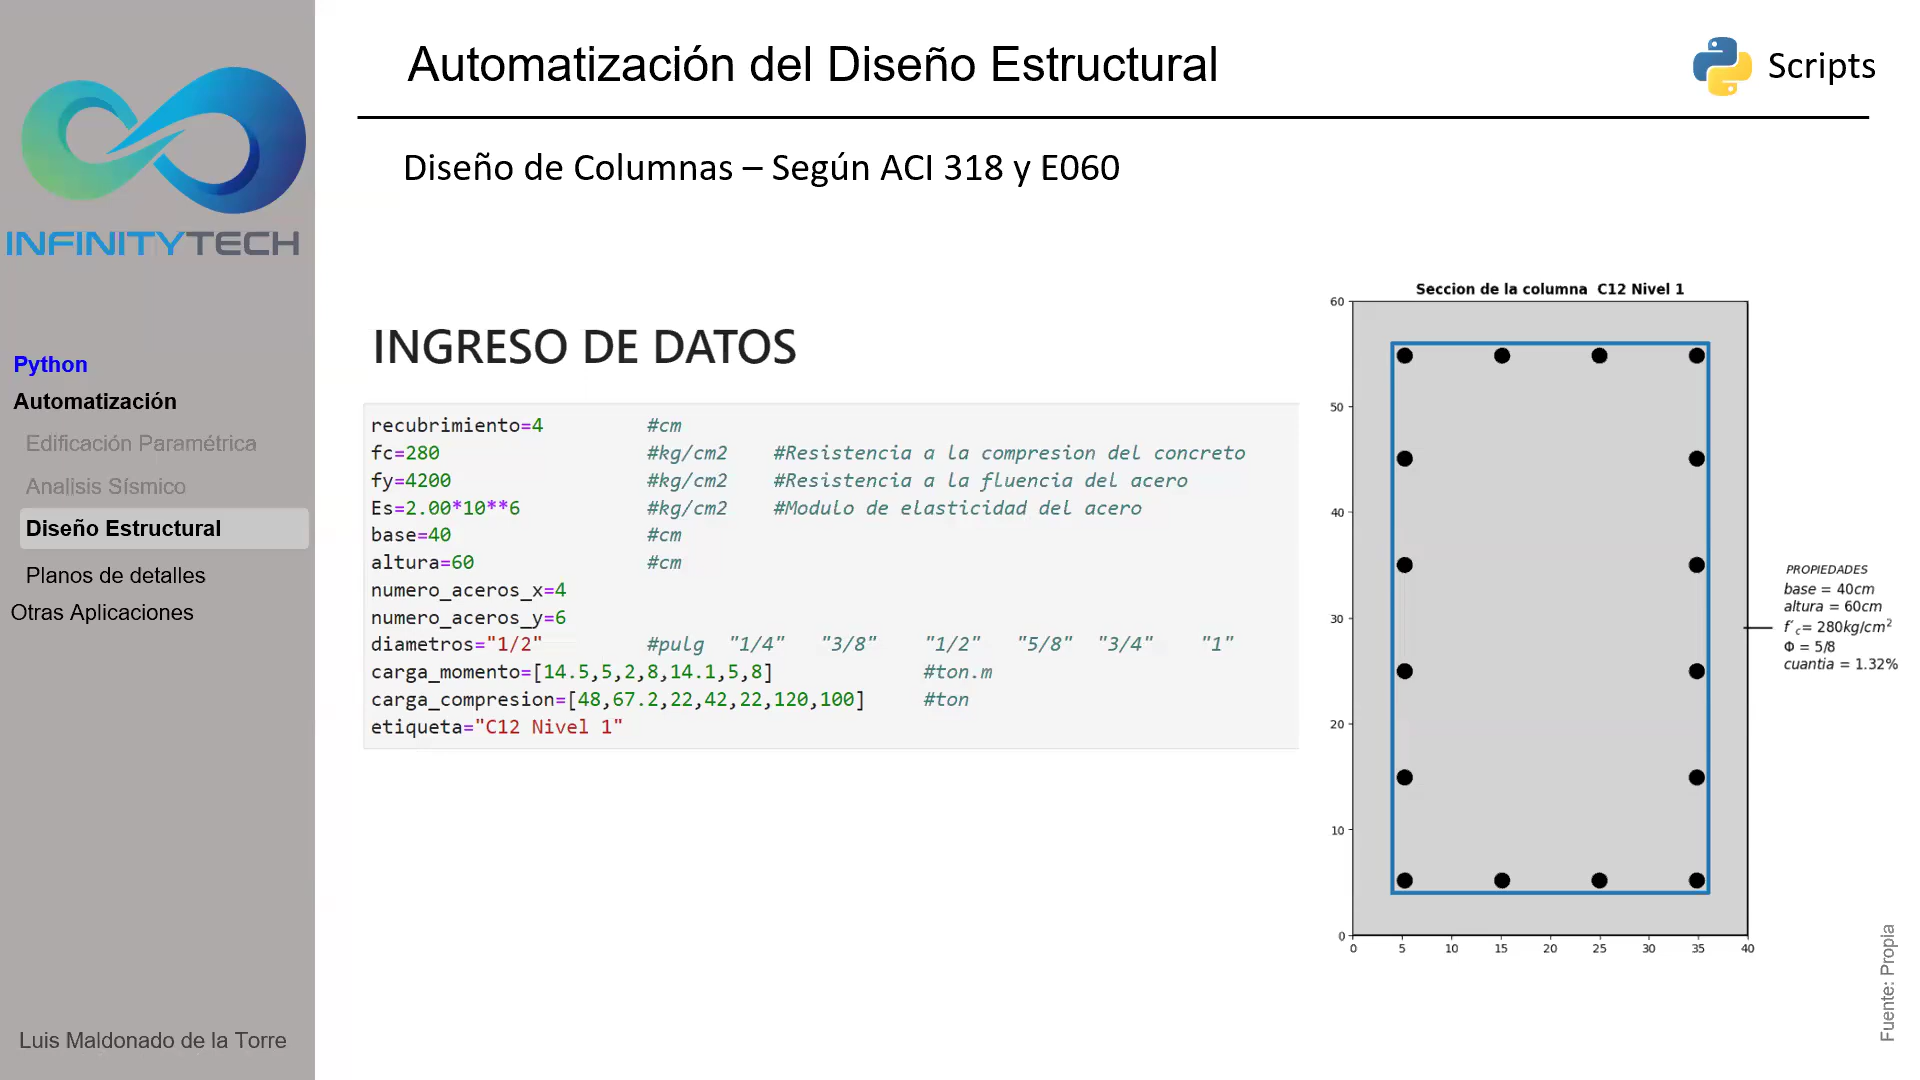 INFINITYTECH
Python
Automatización
Edificación Paramétrica
Analisis Sísmico
Diseño Estructural
Planos de detalles
Otras Aplicaciones
Luis Maldonado de la Torre
Automatización del Diseño Estructural
Scripts
Diseño de Columnas – Según ACI 318 y E060
INGRESO DE DATOS
recubrimiento=4 #cm
fc=280 #kg/cm2 #Resistencia a la compresion del concreto
fy=4200 #kg/cm2 #Resistencia a la fluencia del acero
Es=2.00*10**6 #kg/cm2 #Modulo de elasticidad del acero
base=40 #cm
altura=60 #cm
numero_aceros_x=4
numero_aceros_y=6
diametros="1/2" #pulg "1/4" "3/8" "1/2" "5/8" "3/4" "1"
carga_momento=[14.5,5,2,8,14.1,5,8] #ton.m
carga_compresion=[48,67.2,22,42,22,120,100] #ton
etiqueta="C12 Nivel 1"
Seccion de la columna C12 Nivel 1
60
50
40
30
20
10
0
0 5 10 15 20 25 30 35 40
PROPIEDADES
base = 40cm
altura = 60cm
f´c= 280kg/cm²
Φ = 5/8
cuantia = 1.32%
Fuente: Propia